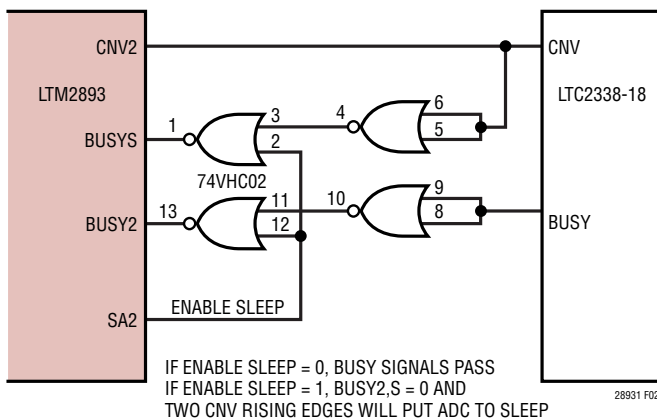 CNV2
CNV
LTM2893
LTC2338-18
6
4
3
1
5
BUSYS
2
74VHC02
9
11
10
13
8
BUSY2
12
BUSY
ENABLE SLEEP
SA2
IF ENABLE SLEEP = 0, BUSY SIGNALS PASS
IF ENABLE SLEEP = 1, BUSY2,S = 0 AND
TWO CNV RISING EDGES WILL PUT ADC TO SLEEP
28931 F02